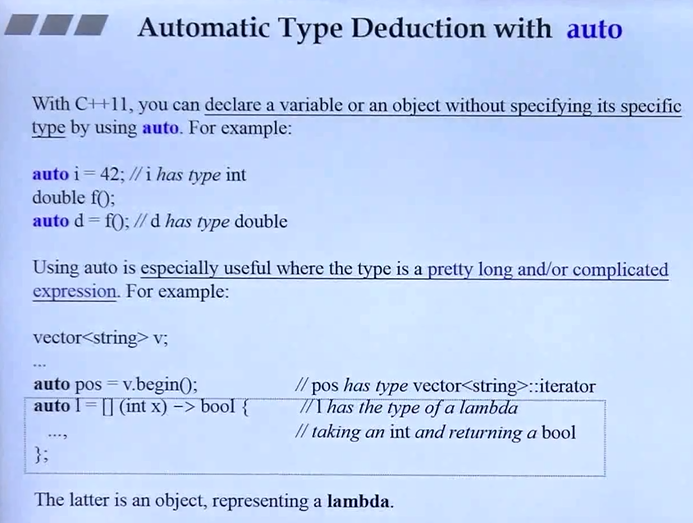 Automatic Type Deduction with auto
With C++11, you can declare a variable or an object without specifying its specific
type by using auto. For example:
auto i = 42; // i has type int
double f();
auto d = f(); // d has type double
Using auto is especially useful where the type is a pretty long and/or complicated
expression. For example:
vector<string> v;
...
auto pos = v.begin(); // pos has type vector<string>::iterator
auto l = [] (int x) -> bool { // l has the type of a lambda
..., // taking an int and returning a bool
};
The latter is an object, representing a lambda.